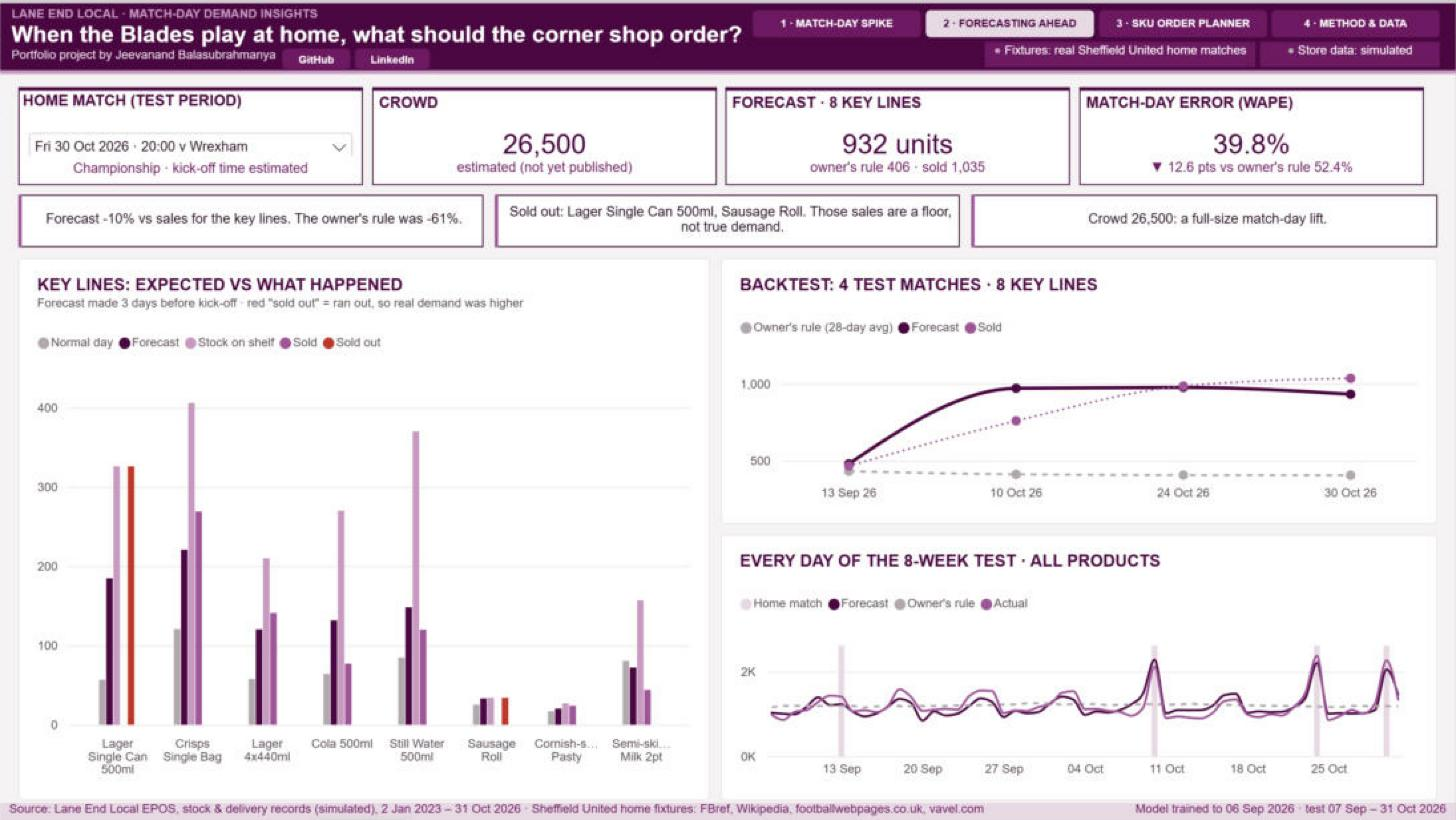 LANE END LOCAL · MATCH-DAY DEMAND INSIGHTS
When the Blades play at home, what should the corner shop order?
Portfolio project by Jeevanand Balasubrahmanya
GitHub
LinkedIn
1 · MATCH-DAY SPIKE
2 · FORECASTING AHEAD
3 · SKU ORDER PLANNER
4 · METHOD & DATA
● Fixtures: real Sheffield United home matches
● Store data: simulated
HOME MATCH (TEST PERIOD)
Fri 30 Oct 2026 · 20:00 v Wrexham
Championship · kick-off time estimated
CROWD
26,500
estimated (not yet published)
FORECAST · 8 KEY LINES
932 units
owner's rule 406 · sold 1,035
MATCH-DAY ERROR (WAPE)
39.8%
▼ 12.6 pts vs owner's rule 52.4%
Forecast -10% vs sales for the key lines. The owner's rule was -61%.
Sold out: Lager Single Can 500ml, Sausage Roll. Those sales are a floor,
not true demand.
Crowd 26,500: a full-size match-day lift.
KEY LINES: EXPECTED VS WHAT HAPPENED
Forecast made 3 days before kick-off · red "sold out" = ran out, so real demand was higher
Normal day Forecast Stock on shelf Sold Sold out
400
300
200
100
0
Lager
Single Can
500ml
Crisps
Single Bag
Lager
4x440ml
Cola 500ml
Still Water
500ml
Sausage
Roll
Cornish-s...
Pasty
Semi-ski...
Milk 2pt
BACKTEST: 4 TEST MATCHES · 8 KEY LINES
Owner's rule (28-day avg) Forecast Sold
1,000
500
13 Sep 26 10 Oct 26 24 Oct 26 30 Oct 26
EVERY DAY OF THE 8-WEEK TEST · ALL PRODUCTS
Home match Forecast Owner's rule Actual
2K
0K
13 Sep 20 Sep 27 Sep 04 Oct 11 Oct 18 Oct 25 Oct
Source: Lane End Local EPOS, stock & delivery records (simulated), 2 Jan 2023 – 31 Oct 2026 · Sheffield United home fixtures: FBref, Wikipedia, footballwebpages.co.uk, vavel.com
Model trained to 06 Sep 2026 · test 07 Sep – 31 Oct 2026